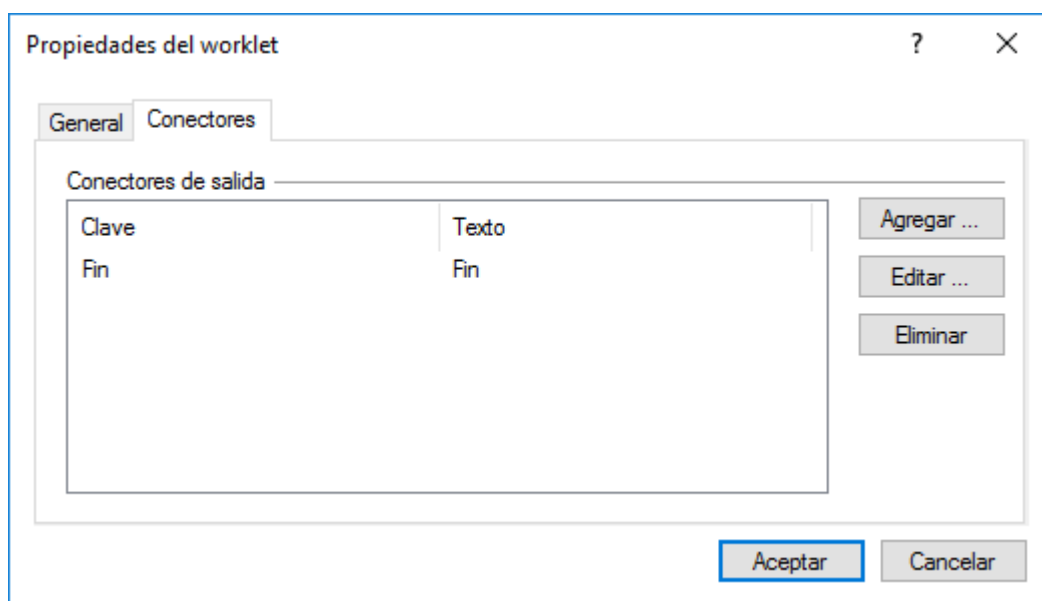 Propiedades del worklet ?
General Conectores
Conectores de salida
Clave Texto Agregar ...
Fin Fin
Editar ...
Eliminar
Aceptar Cancelar